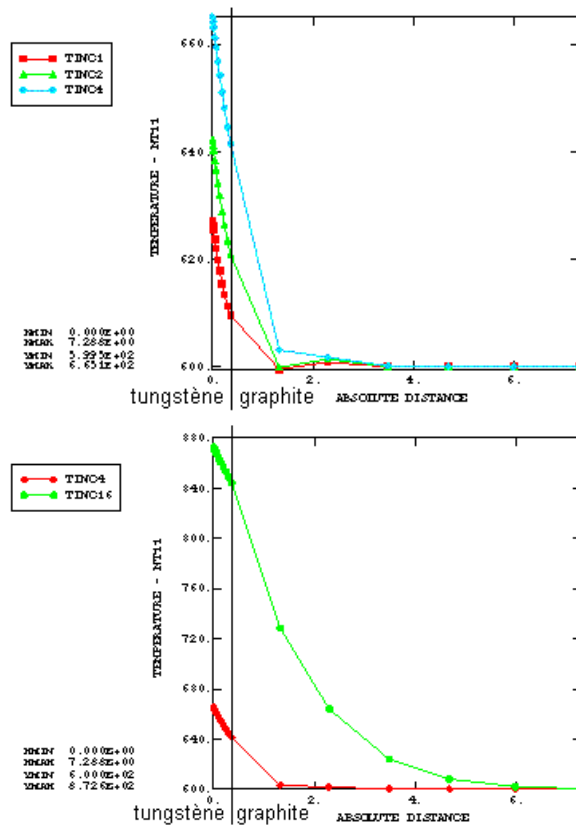 660.
TINC1
TINC2
TINC4
640.
TEMPERATURE - NT11
620.
XMIN 0.000E+00
XMAX 7.288E+00
YMIN 5.995E+02
YMAX 6.651E+02
600.
0. 2. 4. 6.
tungstène graphite ABSOLUTE DISTANCE
880.
TINC4
TINC16
840.
800.
760.
TEMPERATURE - NT11
720.
680.
640.
XMIN 0.000E+00
XMAX 7.288E+00
YMIN 6.000E+02
YMAX 8.726E+02
600.
0. 2. 4. 6.
tungstène graphite ABSOLUTE DISTANCE